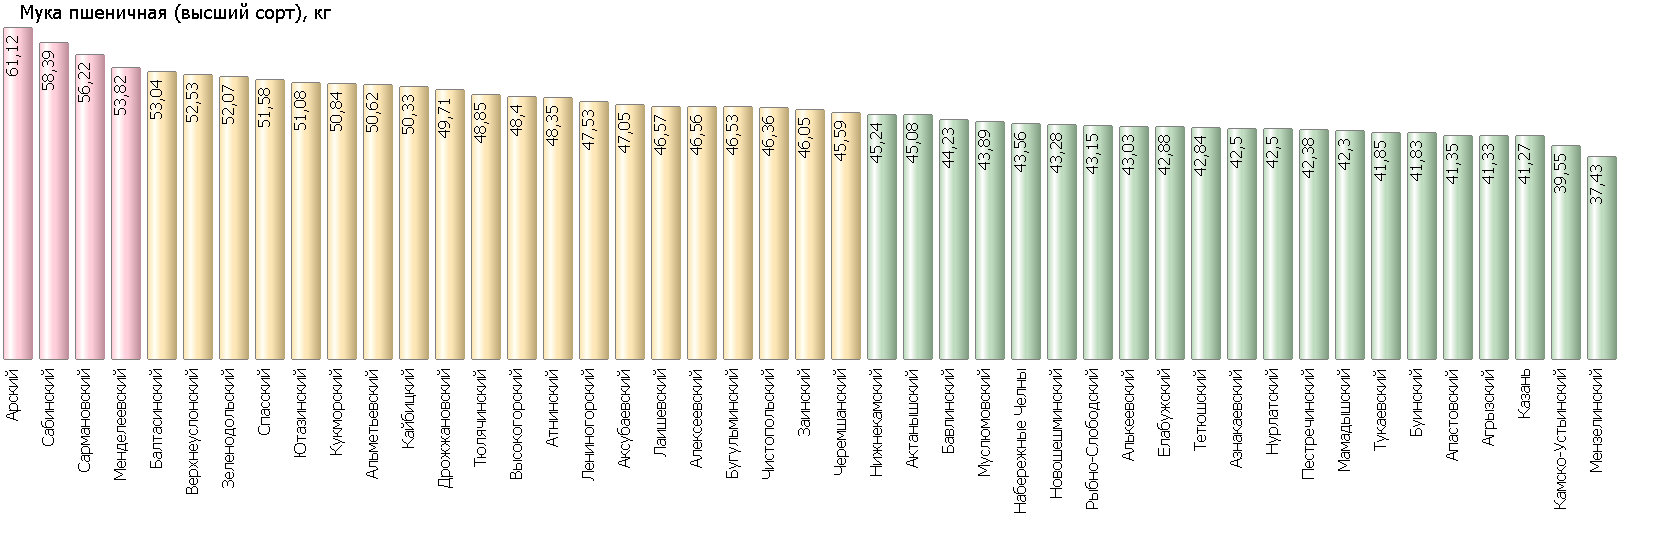 Мука пшеничная (высший сорт), кг
61,12
58,39
56,22
53,82
53,04
52,53
52,07
51,58
51,08
50,84
50,62
50,33
49,71
48,85
48,4
48,35
47,53
47,05
46,57
46,56
46,53
46,36
46,05
45,59
45,24
45,08
44,23
43,89
43,56
43,28
43,15
43,03
42,88
42,84
42,5
42,5
42,38
42,3
41,85
41,83
41,35
41,33
41,27
39,55
37,43
Арский
Сабинский
Сармановский
Менделеевский
Балтасинский
Верхнеуслонский
Зеленодольский
Спасский
Ютазинский
Кукморский
Альметьевский
Кайбицкий
Дрожжановский
Тюлячинский
Высокогорский
Атнинский
Лениногорский
Аксубаевский
Лаишевский
Алексеевский
Бугульминский
Чистопольский
Заинский
Черемшанский
Нижнекамский
Актанышский
Бавлинский
Муслюмовский
Набережные Челны
Новошешминский
Рыбно-Слободский
Алькеевский
Елабужский
Тетюшский
Азнакаевский
Нурлатский
Пестречинский
Мамадышский
Тукаевский
Буинский
Апастовский
Агрызский
Казань
Камско-Устьинский
Мензелинский